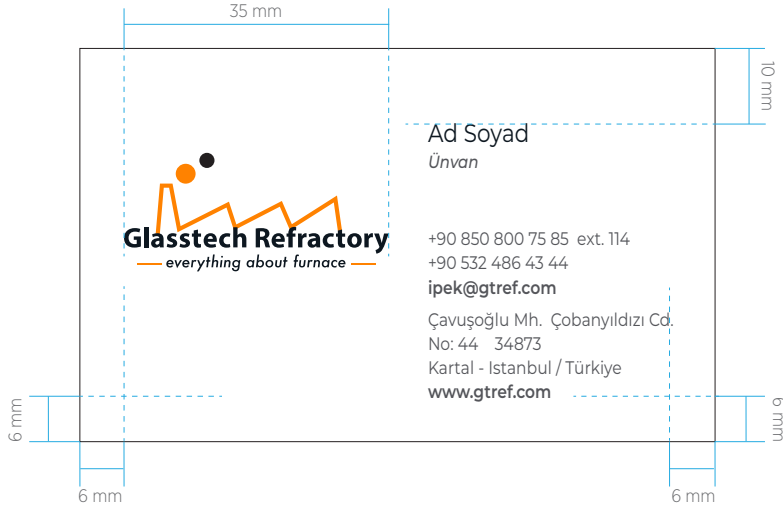 35 mm
10 mm
Ad Soyad
Ünvan
Glasstech Refractory
everything about furnace
+90 850 800 75 85 ext. 114
+90 532 486 43 44
ipek@gtref.com
Çavuşoğlu Mh. Çobanyıldızı Cd.
No: 44 34873
Kartal - Istanbul / Türkiye
www.gtref.com
6 mm
6 mm
6 mm
6 mm